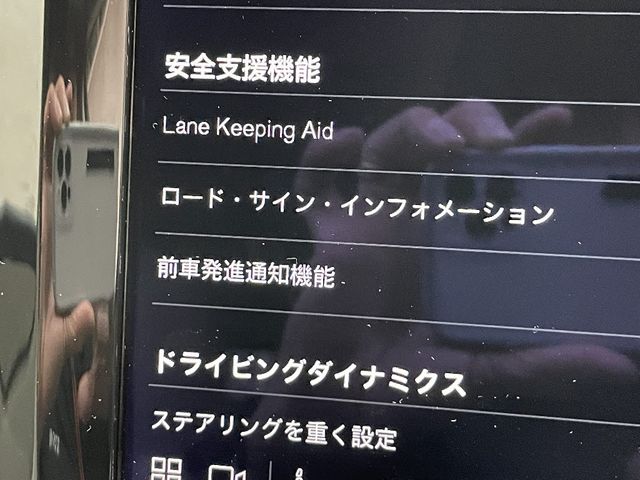 安全支援機能
Lane Keeping Aid
ロード・サイン・インフォメーション
前車発進通知機能
ドライビングダイナミクス
ステアリングを重く設定